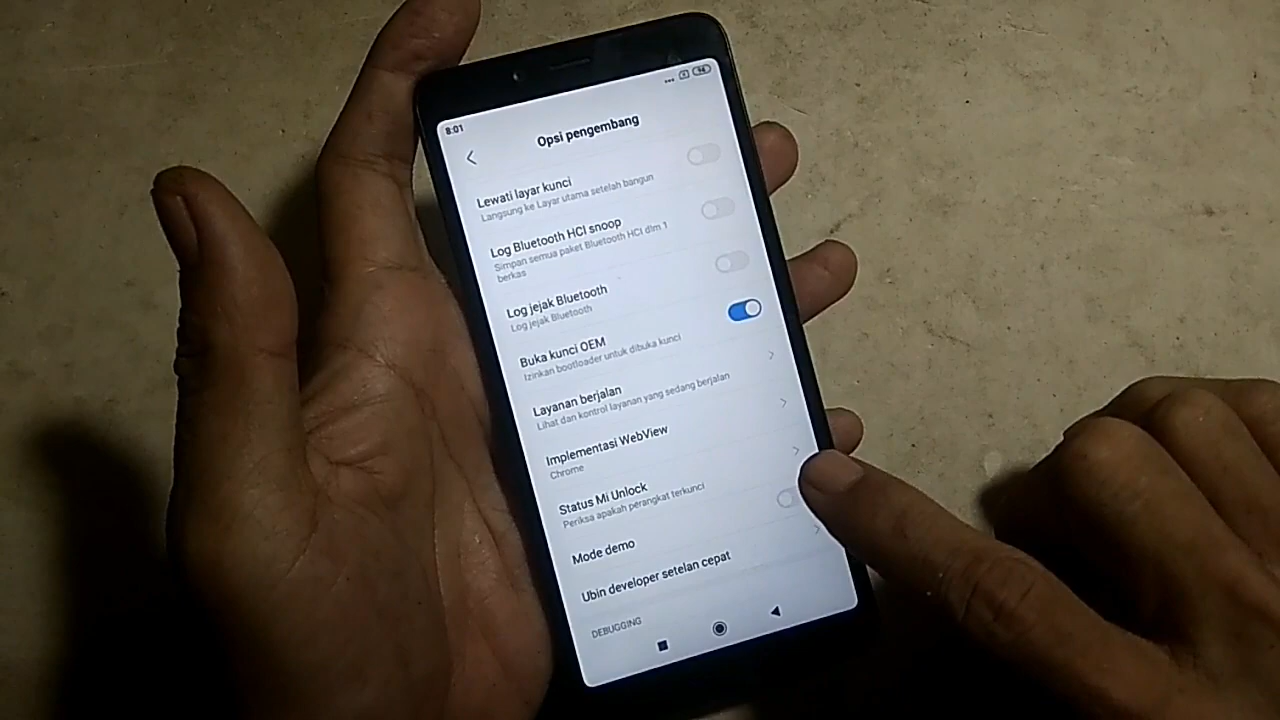 8:01
Opsi pengembang
Lewati layar kunci
Langsung ke Layar utama setelah bangun
Log Bluetooth HCI snoop
Simpan semua paket Bluetooth HCI dlm 1
berkas
Log jejak Bluetooth
Log jejak Bluetooth
Buka kunci OEM
Izinkan bootloader untuk dibuka kunci
Layanan berjalan
Lihat dan kontrol layanan yang sedang berjalan
Implementasi WebView
Chrome
Status Mi Unlock
Periksa apakah perangkat terkunci
Mode demo
Ubin developer setelan cepat
DEBUGGING